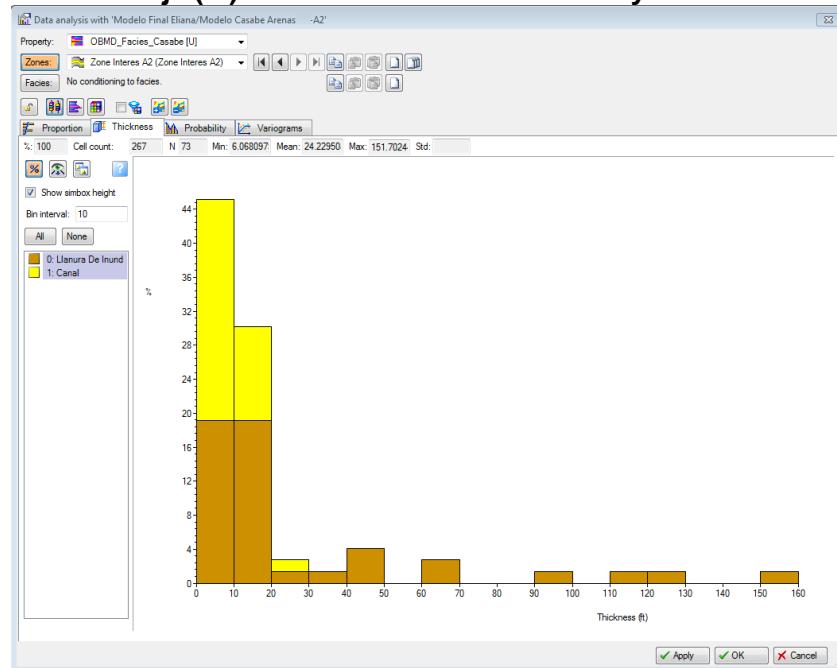 Data analysis with 'Modelo Final Eliana/Modelo Casabe Arenas -A2'
Property: OBMD_Facies_Casabe [U]
Zones: Zone Interes A2 (Zone Interes A2)
Facies: No conditioning to facies.
Proportion Thickness Probability Variograms
%: 100 Cell count: 267 N 73 Min: 6.068097 Mean: 24.22950 Max: 151.7024 Std:
%
Show simbox height
Bin interval: 10
All None
0: Llanura De Inund
1: Canal
%
44
40
36
32
28
24
20
16
12
8
4
0
0 10 20 30 40 50 60 70 80 90 100 110 120 130 140 150 160
Thickness (ft)
Apply OK Cancel